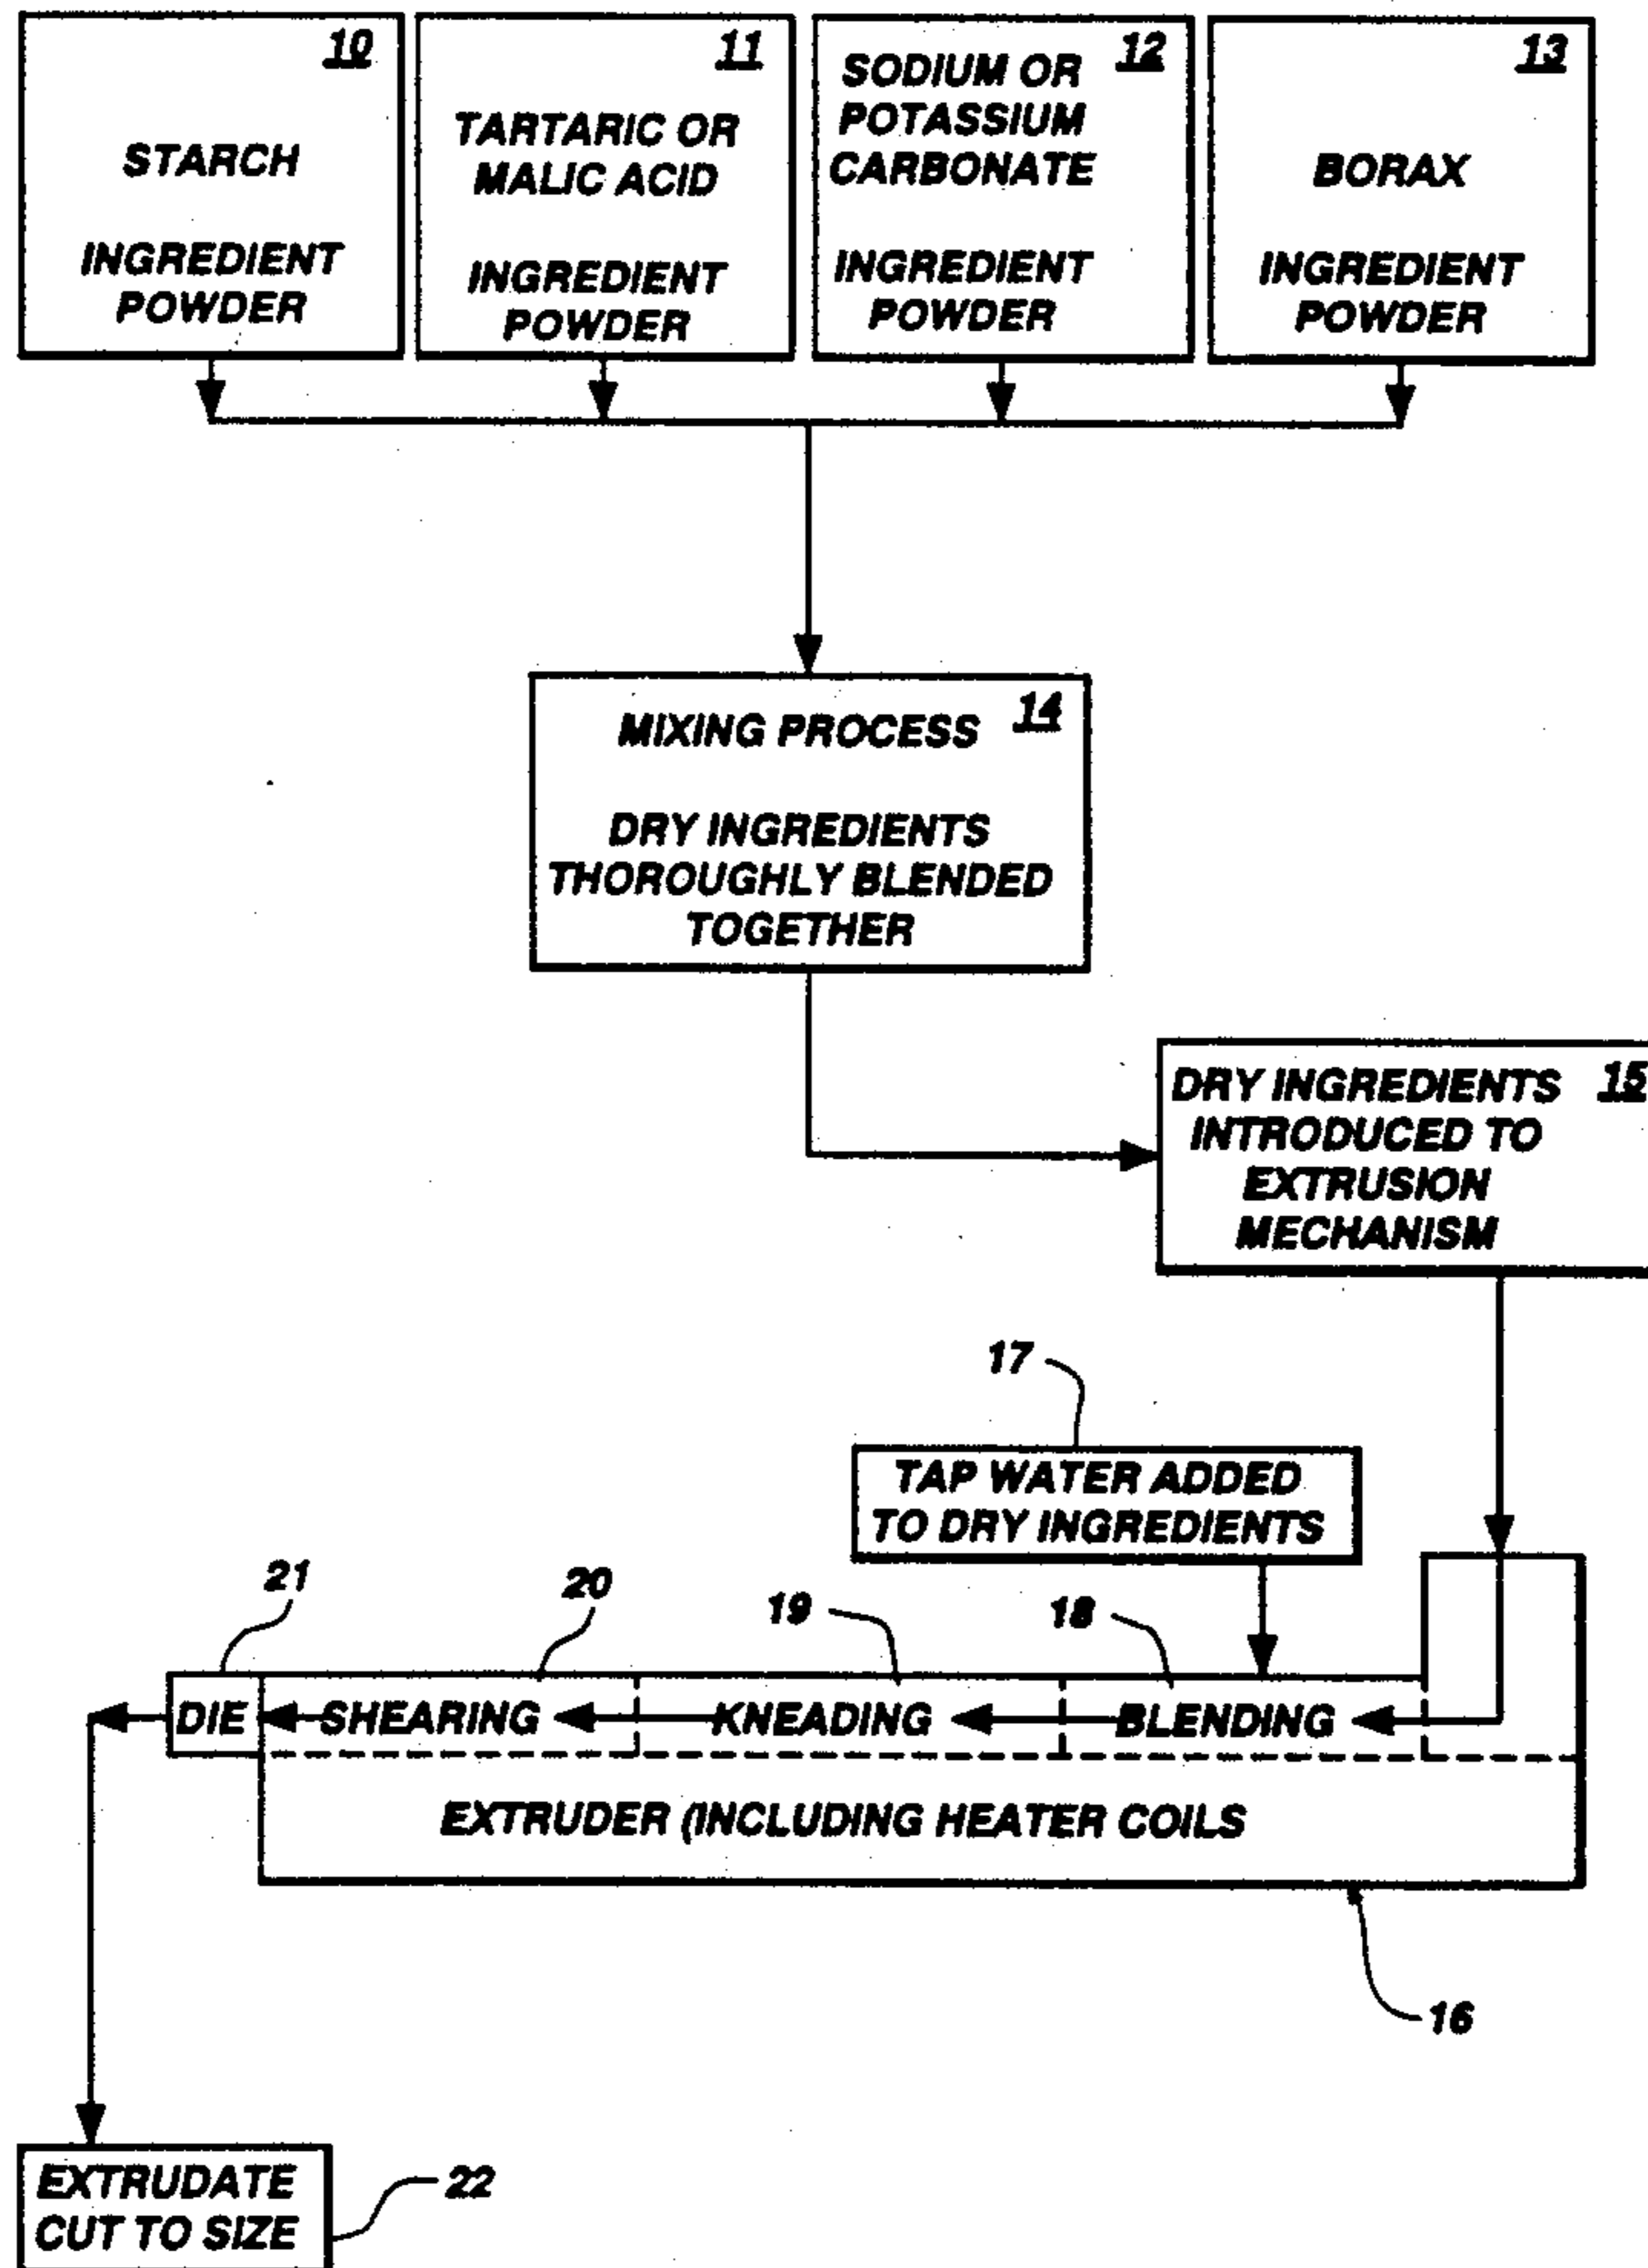 10
STARCH
INGREDIENT
POWDER
11
TARTARIC OR
MALIC ACID
INGREDIENT
POWDER
12
SODIUM OR
POTASSIUM
CARBONATE
INGREDIENT
POWDER
13
BORAX
INGREDIENT
POWDER
14
MIXING PROCESS
DRY INGREDIENTS
THOROUGHLY BLENDED
TOGETHER
15
DRY INGREDIENTS
INTRODUCED TO
EXTRUSION
MECHANISM
17
TAP WATER ADDED
TO DRY INGREDIENTS
21
20
19
18
DIE
SHEARING
KNEADING
BLENDING
EXTRUDER (INCLUDING HEATER COILS
16
EXTRUDATE
CUT TO SIZE
22